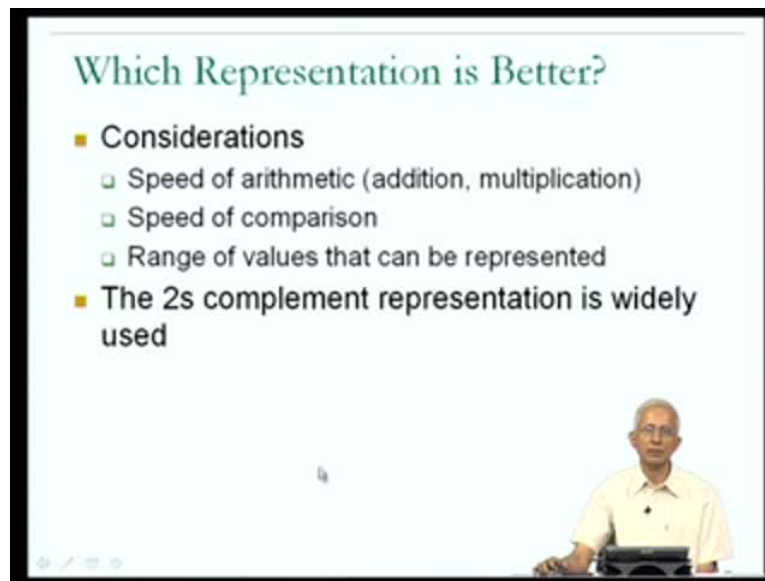 Which Representation is Better?
Considerations
Speed of arithmetic (addition, multiplication)
Speed of comparison
Range of values that can be represented
The 2s complement representation is widely
used